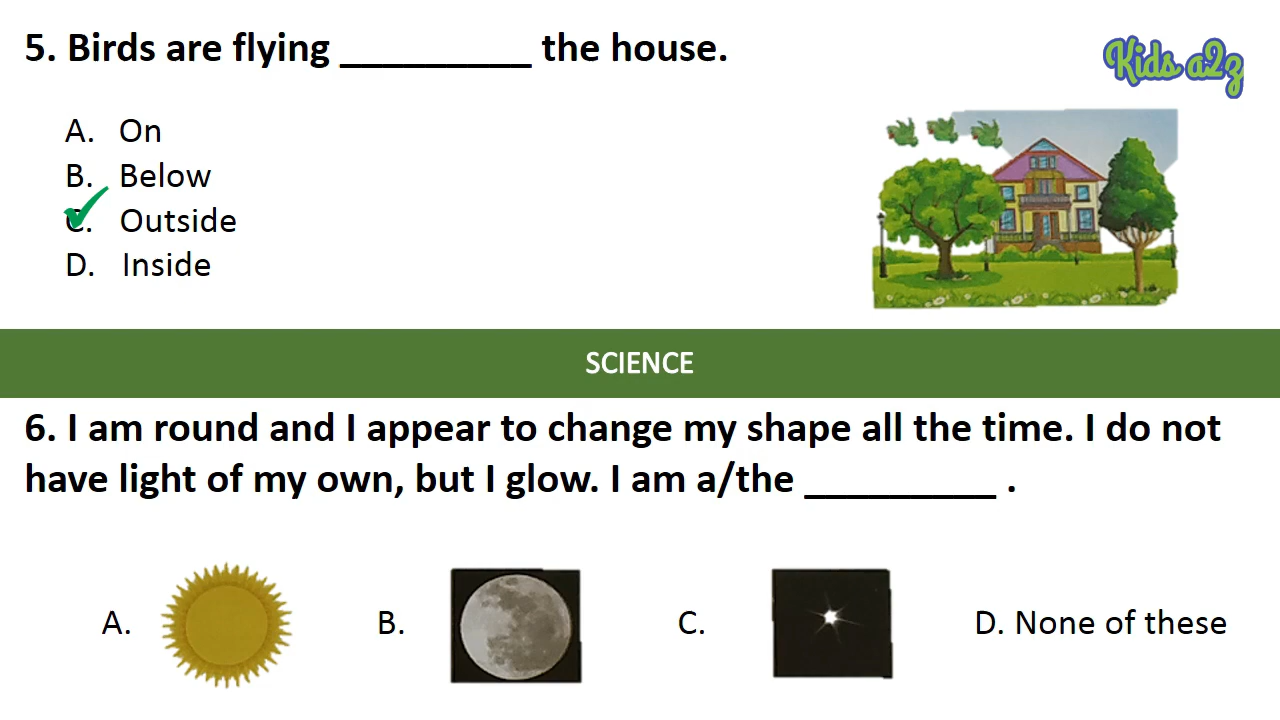 5. Birds are flying _________ the house.
Kids a2z
A. On
B. Below
C. Outside
D. Inside
SCIENCE
6. I am round and I appear to change my shape all the time. I do not
have light of my own, but I glow. I am a/the _________ .
A. B. C. D. None of these